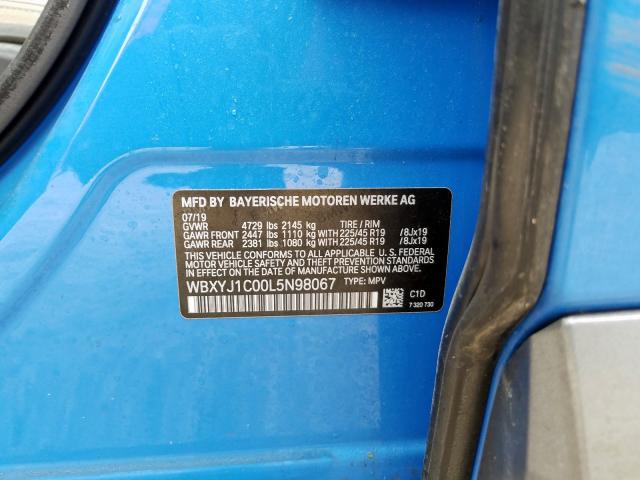 MFD BY BAYERISCHE MOTOREN WERKE AG
07/19
GVWR 4729 lbs 2145 kg TIRE / RIM
GAWR FRONT 2447 lbs 1110 kg WITH 225/45 R19 /8Jx19
GAWR REAR 2381 lbs 1080 kg WITH 225/45 R19 /8Jx19
THIS VEHICLE CONFORMS TO ALL APPLICABLE U. S. FEDERAL
MOTOR VEHICLE SAFETY, BUMPER, AND THEFT PREVENTION
STANDARDS IN EFFECT ON THE DATE OF MANUFACTURE SHOWN ABOVE.
WBXYJ1C00L5N98067 TYPE: MPV
C1D
7 320 730